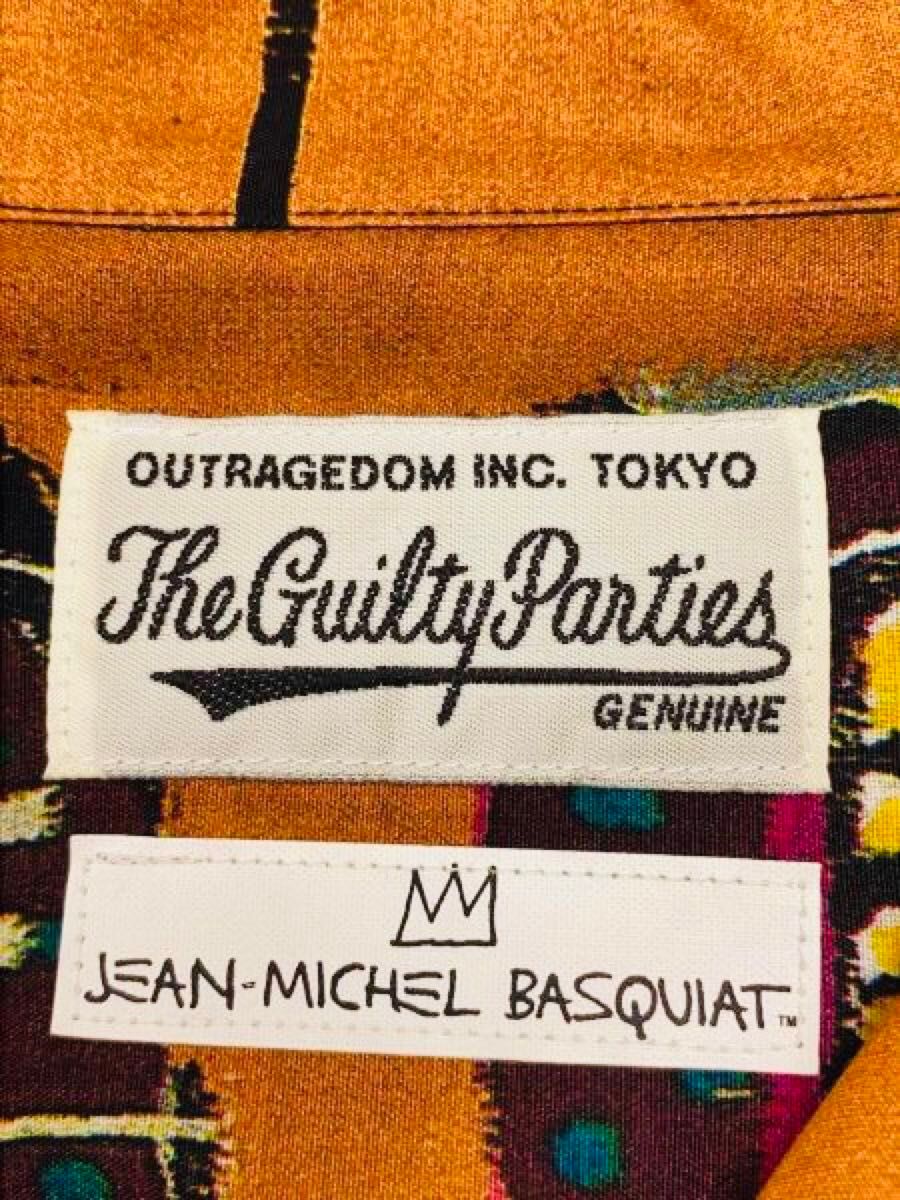 OUTRAGEDOM INC. TOKYO
The Guilty Parties
GENUINE
JEAN-MICHEL BASQUIAT™